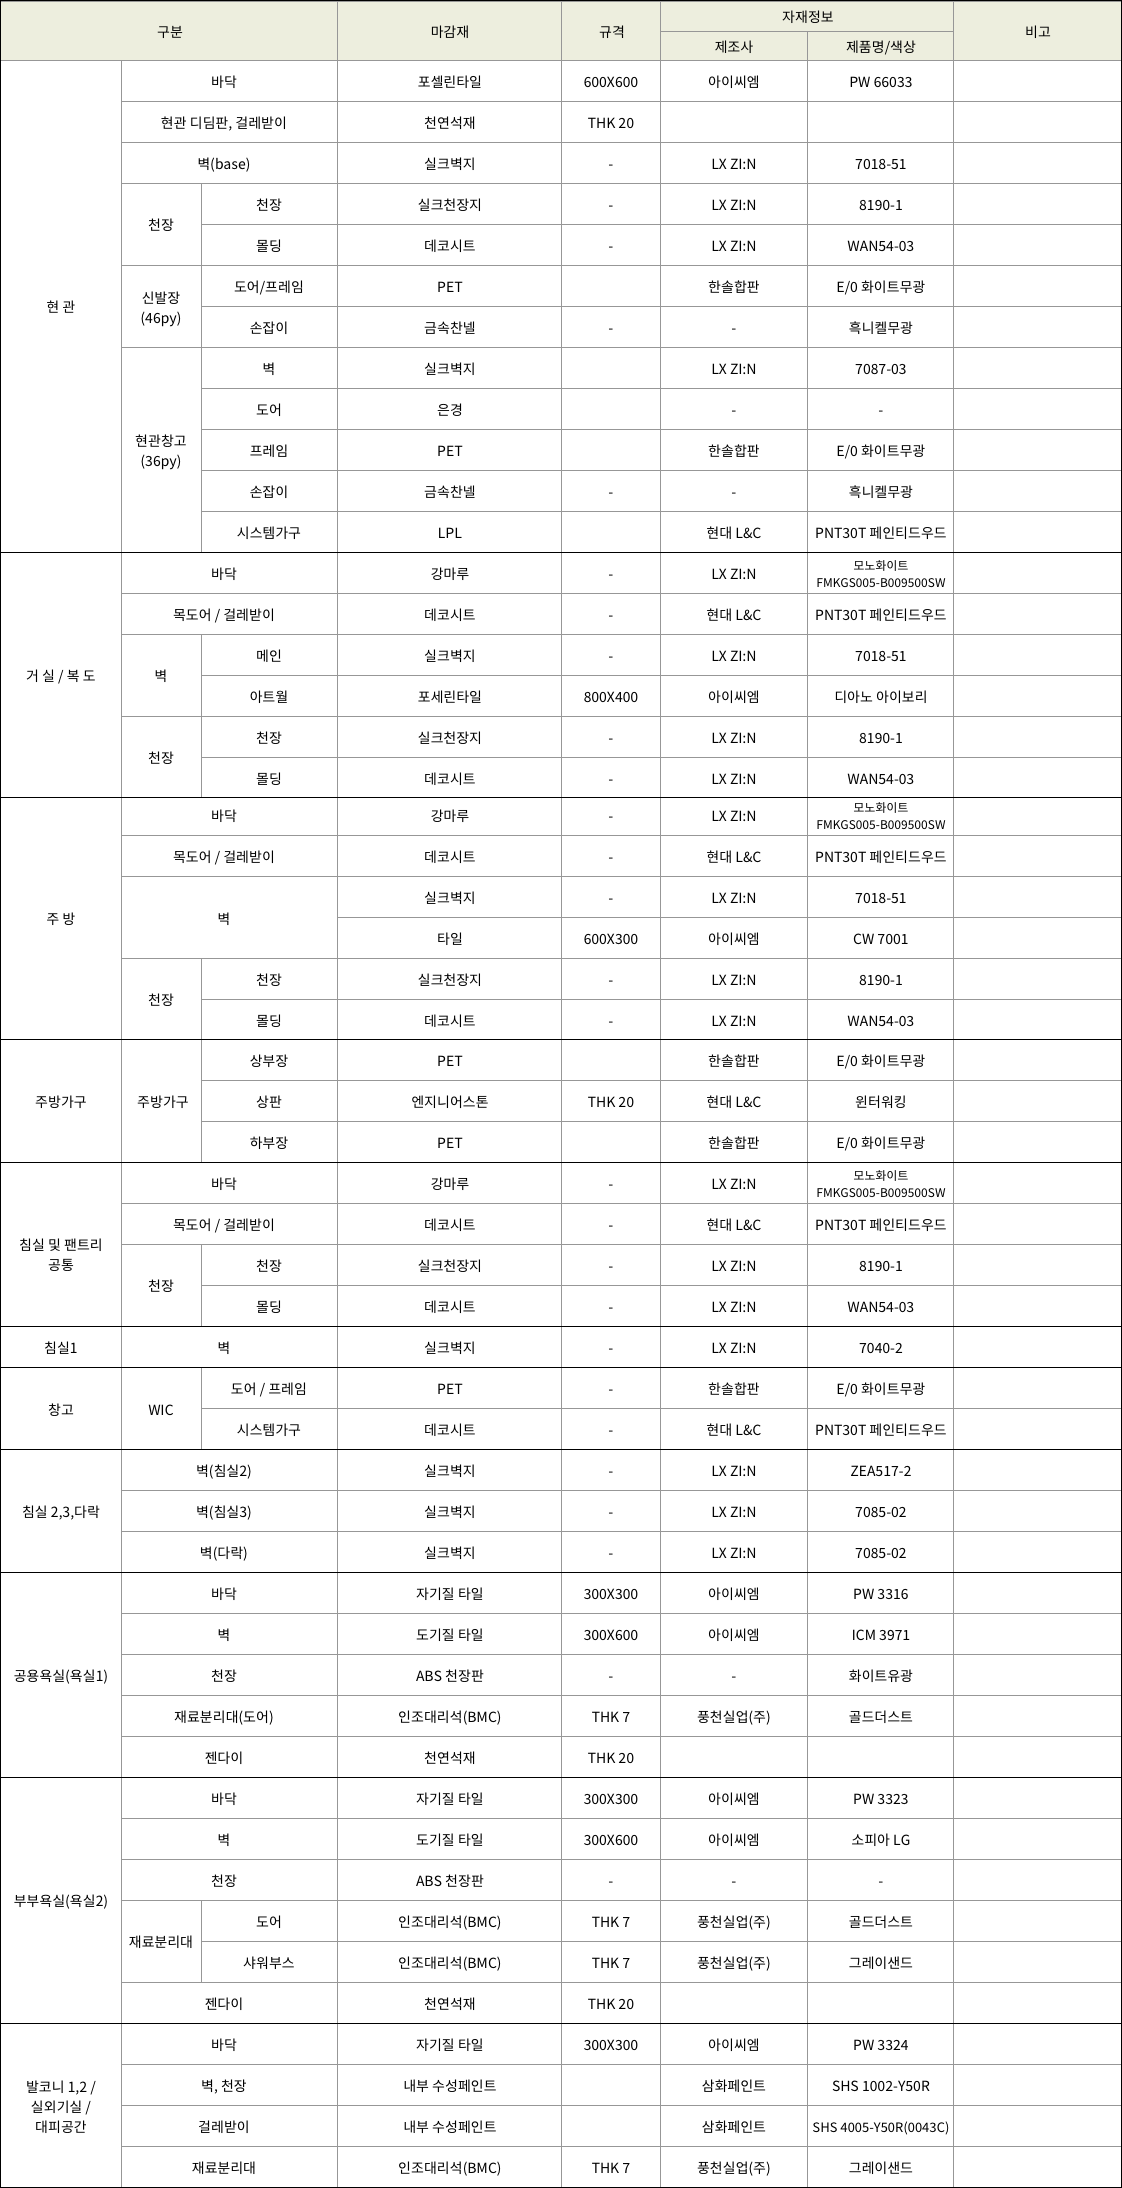 구분 마감재 규격 자재정보 비고
제조사 제품명/색상
현 관 바닥 포셀린타일 600X600 아이씨엠 PW 66033
현관 디딤판, 걸레받이 천연석재 THK 20
벽(base) 실크벽지 - LX ZI:N 7018-51
천장 천장 실크천장지 - LX ZI:N 8190-1
몰딩 데코시트 - LX ZI:N WAN54-03
신발장
(46py) 도어/프레임 PET 한솔합판 E/0 화이트무광
손잡이 금속찬넬 - - 흑니켈무광
현관창고
(36py) 벽 실크벽지 LX ZI:N 7087-03
도어 은경 - -
프레임 PET 한솔합판 E/0 화이트무광
손잡이 금속찬넬 - - 흑니켈무광
시스템가구 LPL 현대 L&C PNT30T 페인티드우드
거 실 / 복 도 바닥 강마루 - LX ZI:N 모노화이트
FMKGS005-B009500SW
목도어 / 걸레받이 데코시트 - 현대 L&C PNT30T 페인티드우드
벽 메인 실크벽지 - LX ZI:N 7018-51
아트월 포세린타일 800X400 아이씨엠 디아노 아이보리
천장 천장 실크천장지 - LX ZI:N 8190-1
몰딩 데코시트 - LX ZI:N WAN54-03
주 방 바닥 강마루 - LX ZI:N 모노화이트
FMKGS005-B009500SW
목도어 / 걸레받이 데코시트 - 현대 L&C PNT30T 페인티드우드
벽 실크벽지 - LX ZI:N 7018-51
타일 600X300 아이씨엠 CW 7001
천장 천장 실크천장지 - LX ZI:N 8190-1
몰딩 데코시트 - LX ZI:N WAN54-03
주방가구 주방가구 상부장 PET 한솔합판 E/0 화이트무광
상판 엔지니어스톤 THK 20 현대 L&C 윈터워킹
하부장 PET 한솔합판 E/0 화이트무광
침실 및 팬트리
공통 바닥 강마루 - LX ZI:N 모노화이트
FMKGS005-B009500SW
목도어 / 걸레받이 데코시트 - 현대 L&C PNT30T 페인티드우드
천장 천장 실크천장지 - LX ZI:N 8190-1
몰딩 데코시트 - LX ZI:N WAN54-03
침실1 벽 실크벽지 - LX ZI:N 7040-2
창고 WIC 도어 / 프레임 PET - 한솔합판 E/0 화이트무광
시스템가구 데코시트 - 현대 L&C PNT30T 페인티드우드
침실 2,3,다락 벽(침실2) 실크벽지 - LX ZI:N ZEA517-2
벽(침실3) 실크벽지 - LX ZI:N 7085-02
벽(다락) 실크벽지 - LX ZI:N 7085-02
공용욕실(욕실1) 바닥 자기질 타일 300X300 아이씨엠 PW 3316
벽 도기질 타일 300X600 아이씨엠 ICM 3971
천장 ABS 천장판 - - 화이트유광
재료분리대(도어) 인조대리석(BMC) THK 7 풍천실업(주) 골드더스트
젠다이 천연석재 THK 20
부부욕실(욕실2) 바닥 자기질 타일 300X300 아이씨엠 PW 3323
벽 도기질 타일 300X600 아이씨엠 소피아 LG
천장 ABS 천장판 - - -
재료분리대 도어 인조대리석(BMC) THK 7 풍천실업(주) 골드더스트
샤워부스 인조대리석(BMC) THK 7 풍천실업(주) 그레이샌드
젠다이 천연석재 THK 20
발코니 1,2 /
실외기실 /
대피공간 바닥 자기질 타일 300X300 아이씨엠 PW 3324
벽, 천장 내부 수성페인트 삼화페인트 SHS 1002-Y50R
걸레받이 내부 수성페인트 삼화페인트 SHS 4005-Y50R(0043C)
재료분리대 인조대리석(BMC) THK 7 풍천실업(주) 그레이샌드